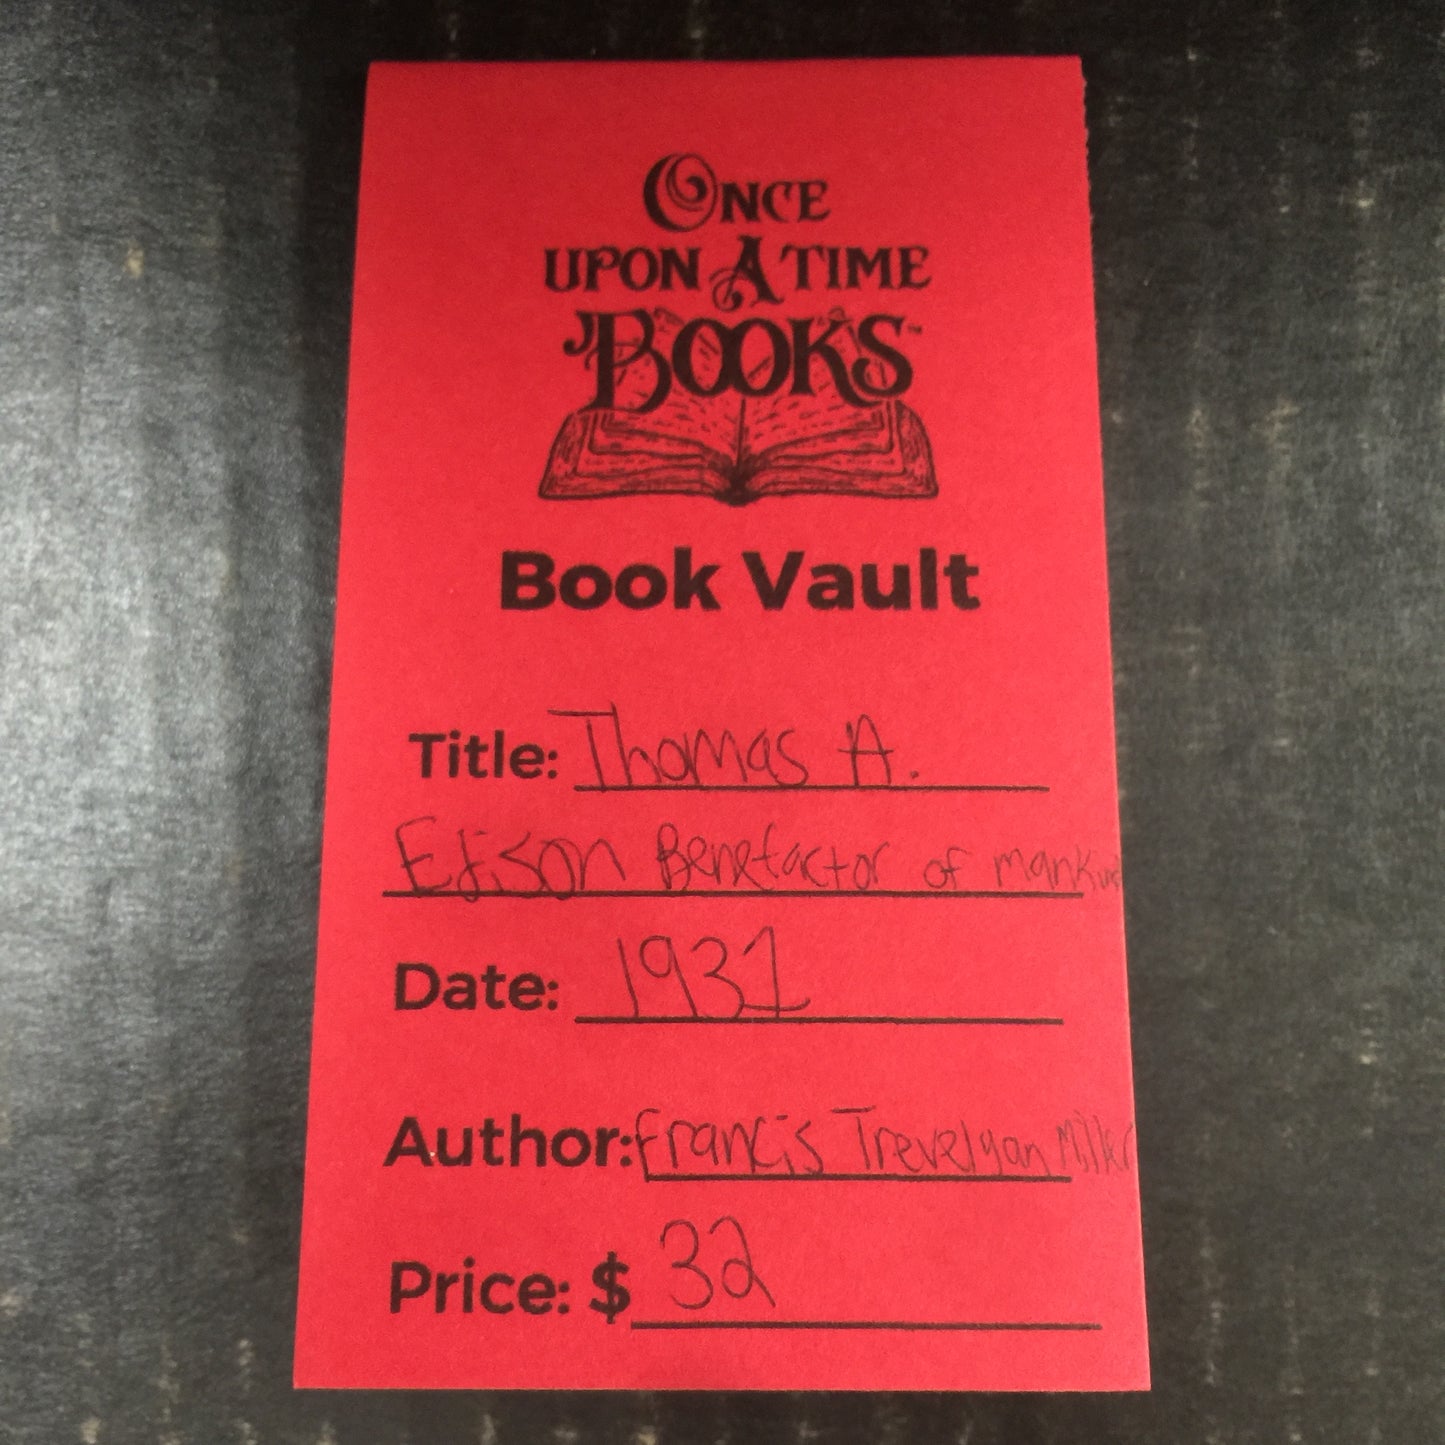 ONCE
UPON A TIME
BOOKS™
Book Vault
Title: Thomas A.
Edison Benefactor of Mankind
Date: 1931
Author: Francis Trevelyan Miller
Price: $ 32